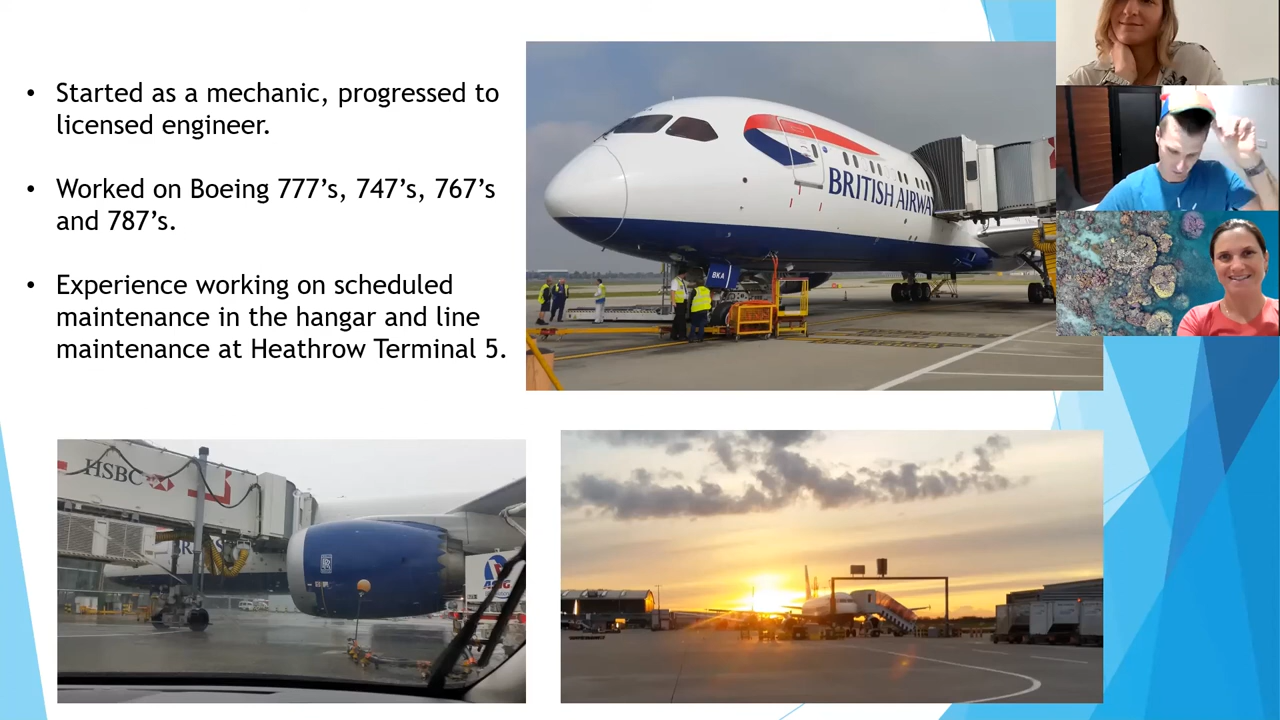 • Started as a mechanic, progressed to
licensed engineer.
• Worked on Boeing 777’s, 747’s, 767’s
and 787’s.
• Experience working on scheduled
maintenance in the hangar and line
maintenance at Heathrow Terminal 5.
BRITISH AIRWA
BKA
HSBC